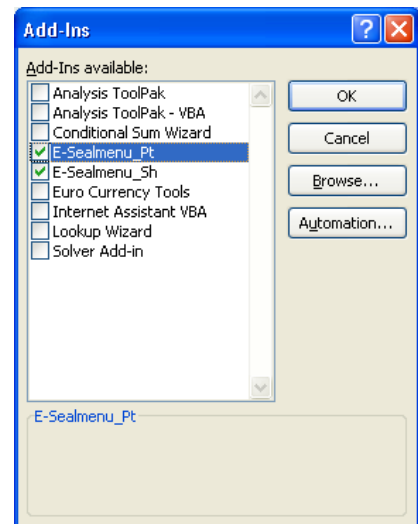 Add-Ins
Add-Ins available:
Analysis ToolPak
Analysis ToolPak - VBA
Conditional Sum Wizard
E-Sealmenu_Pt
E-Sealmenu_Sh
Euro Currency Tools
Internet Assistant VBA
Lookup Wizard
Solver Add-in
OK
Cancel
Browse...
Automation...
E-Sealmenu_Pt